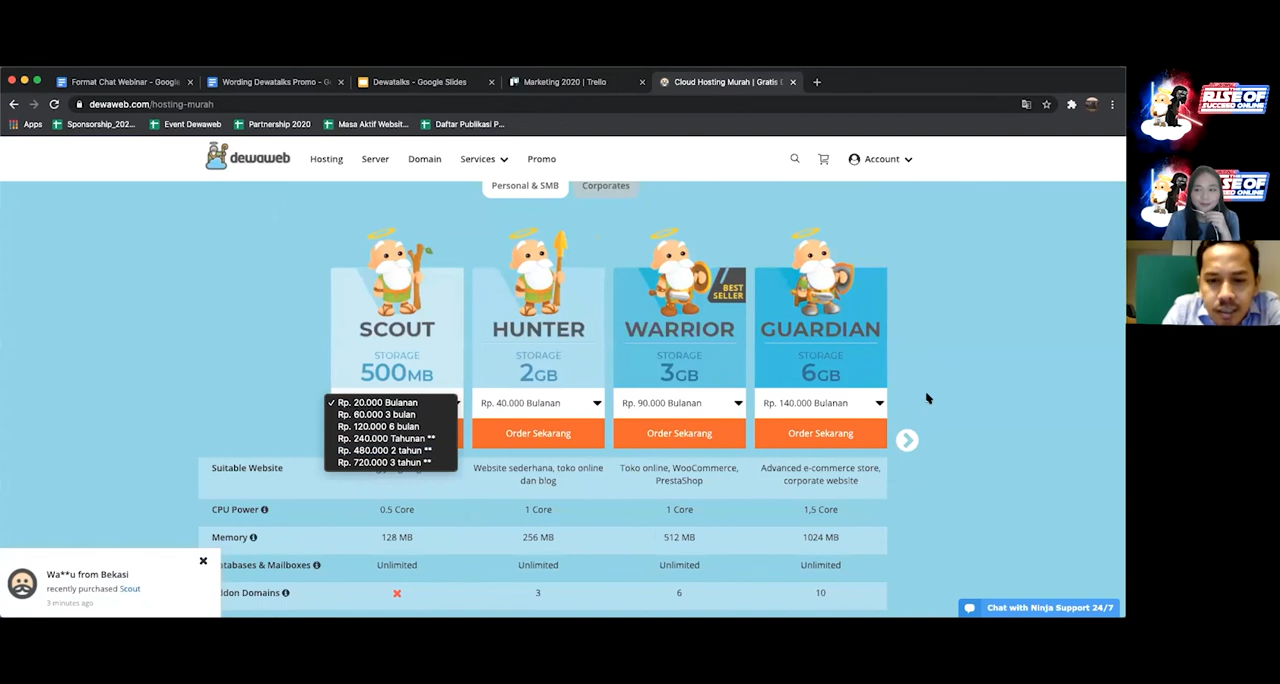 Format Chat Webinar - Google
Wording Dewatalks Promo - G
Dewatalks - Google Slides
Marketing 2020 | Trello
Cloud Hosting Murah | Gratis D
dewaweb.com/hosting-murah
Apps
Sponsorship_202...
Event Dewaweb
Partnership 2020
Masa Aktif Websit...
Daftar Publikasi P...
RISE OF
SUCCEED ONLINE
dewaweb
Hosting
Server
Domain
Services
Promo
Account
Personal & SMB
Corporates
SCOUT
STORAGE
500MB
✓ Rp. 20.000 Bulanan
Rp. 60.000 3 bulan
Rp. 120.000 6 bulan
Rp. 240.000 Tahunan **
Rp. 480.000 2 tahun **
Rp. 720.000 3 tahun **
HUNTER
STORAGE
2GB
Rp. 40.000 Bulanan
Order Sekarang
BEST
SELLER
WARRIOR
STORAGE
3GB
Rp. 90.000 Bulanan
Order Sekarang
GUARDIAN
STORAGE
6GB
Rp. 140.000 Bulanan
Order Sekarang
Suitable Website
Website sederhana, toko online
dan blog
Toko online, WooCommerce,
PrestaShop
Advanced e-commerce store,
corporate website
CPU Power
0.5 Core
1 Core
1 Core
1,5 Core
Memory
128 MB
256 MB
512 MB
1024 MB
atabases & Mailboxes
Unlimited
Unlimited
Unlimited
Unlimited
ddon Domains
3
6
10
Wa**u from Bekasi
recently purchased Scout
3 minutes ago
Chat with Ninja Support 24/7